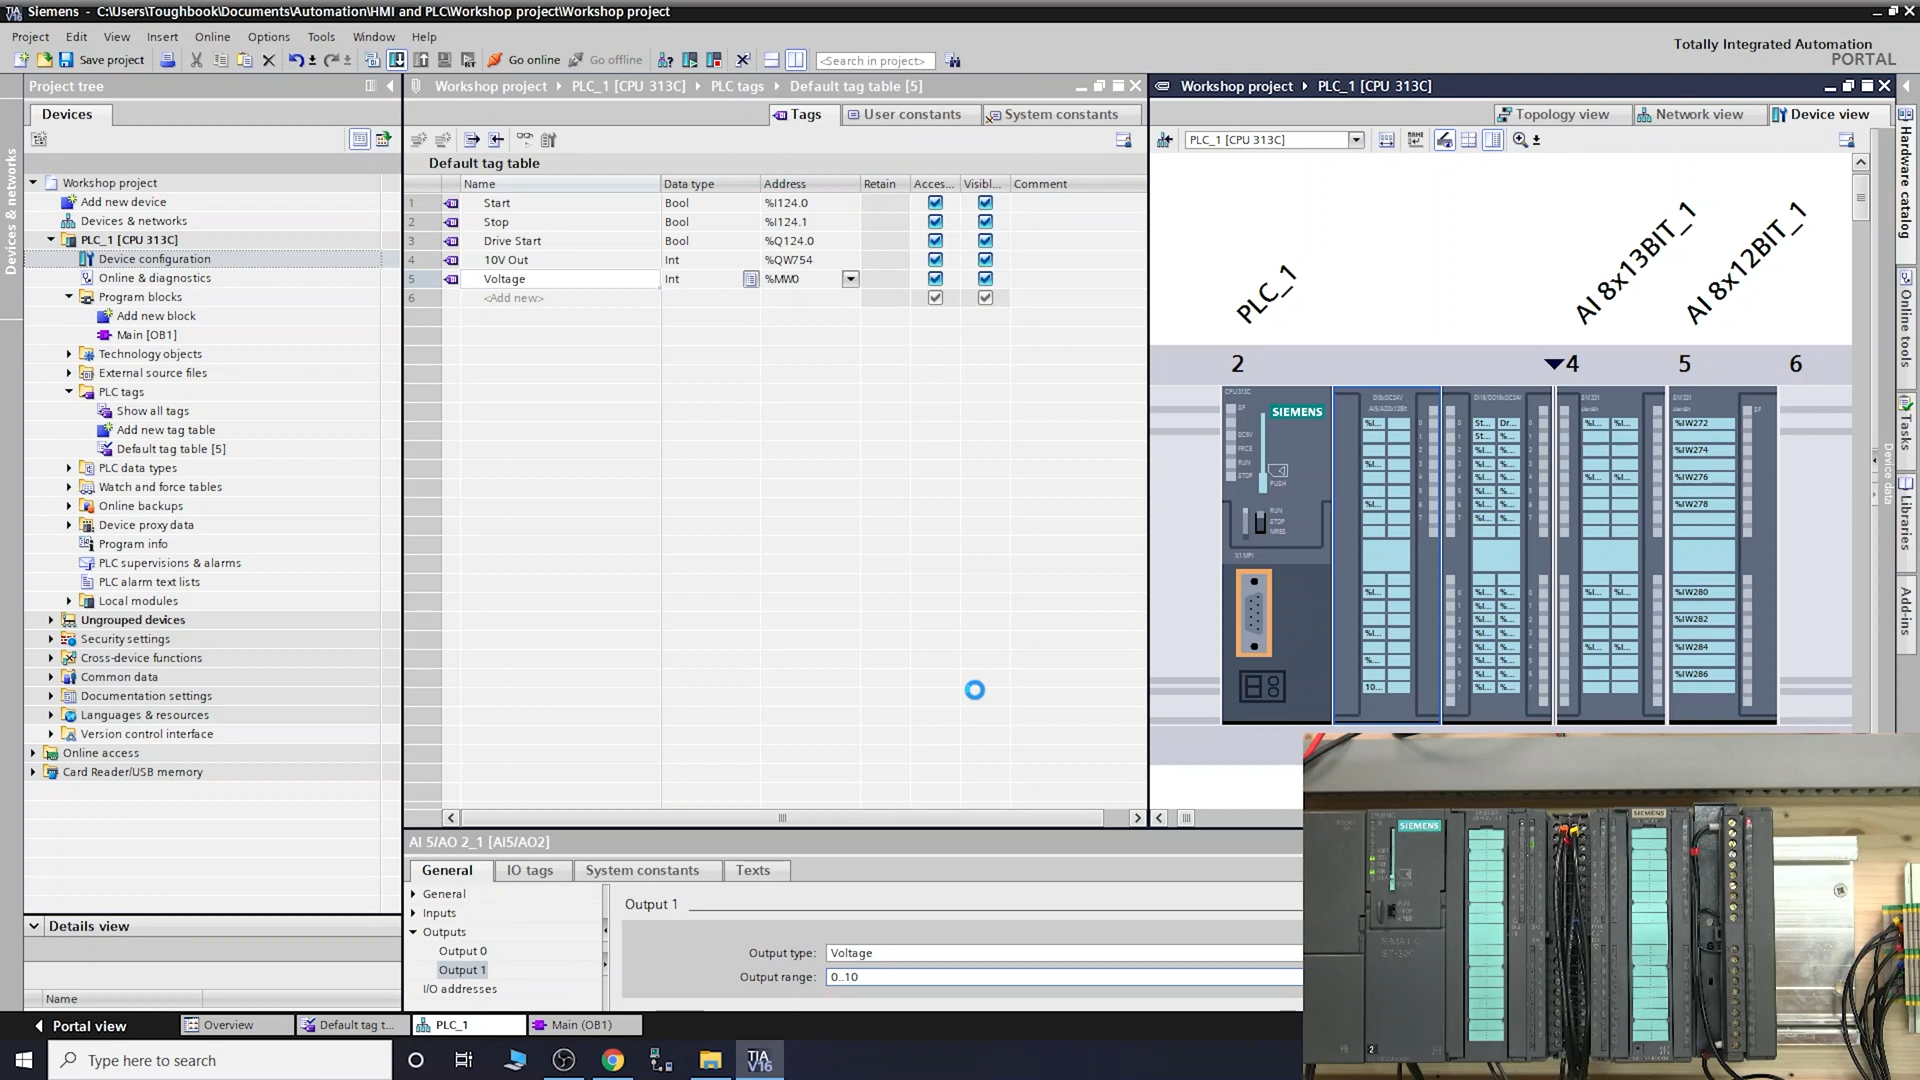 Siemens - C:\Users\Toughbook\Documents\Automation\HMI and PLC\Workshop project\Workshop project
Project Edit View Insert Online Options Tools Window Help
Totally Integrated Automation
PORTAL
Save project
Go online
Go offline
<Search in project>
Project tree
Devices
Devices & networks
Workshop project
Add new device
Devices & networks
PLC_1 [CPU 313C]
Device configuration
Online & diagnostics
Program blocks
Add new block
Main [OB1]
Technology objects
External source files
PLC tags
Show all tags
Add new tag table
Default tag table [5]
PLC data types
Watch and force tables
Online backups
Device proxy data
Program info
PLC supervisions & alarms
PLC alarm text lists
Local modules
Ungrouped devices
Security settings
Cross-device functions
Common data
Documentation settings
Languages & resources
Version control interface
Online access
Card Reader/USB memory
Details view
Name
Workshop project PLC_1 [CPU 313C] PLC tags Default tag table [5]
Tags User constants System constants
Default tag table
Name Data type Address Retain Acces... Visibl... Comment
1 Start Bool %I124.0
2 Stop Bool %I124.1
3 Drive Start Bool %Q124.0
4 10V Out Int %QW754
5 Voltage Int %MW0
6 <Add new>
Workshop project PLC_1 [CPU 313C]
Topology view Network view Device view
PLC_1 [CPU 313C]
PLC_1
AI 8x13BIT_1
AI 8x12BIT_1
2 4 5 6
SIEMENS
%IW272
%IW274
%IW276
%IW278
%IW280
%IW282
%IW284
%IW286
10...
RUN
STOP
MRES
PUSH
X1 MPI
Hardware catalog
Online tools
Tasks
Libraries
Add-ins
Device data
AI 5/AO 2_1 [AI5/AO2]
General IO tags System constants Texts
General
Inputs
Outputs
Output 0
Output 1
I/O addresses
Output 1
Output type: Voltage
Output range: 0..10
SIEMENS
SIEMENS
Portal view
Overview
Default tag t...
PLC_1
Main (OB1)
Type here to search
TIA
V16